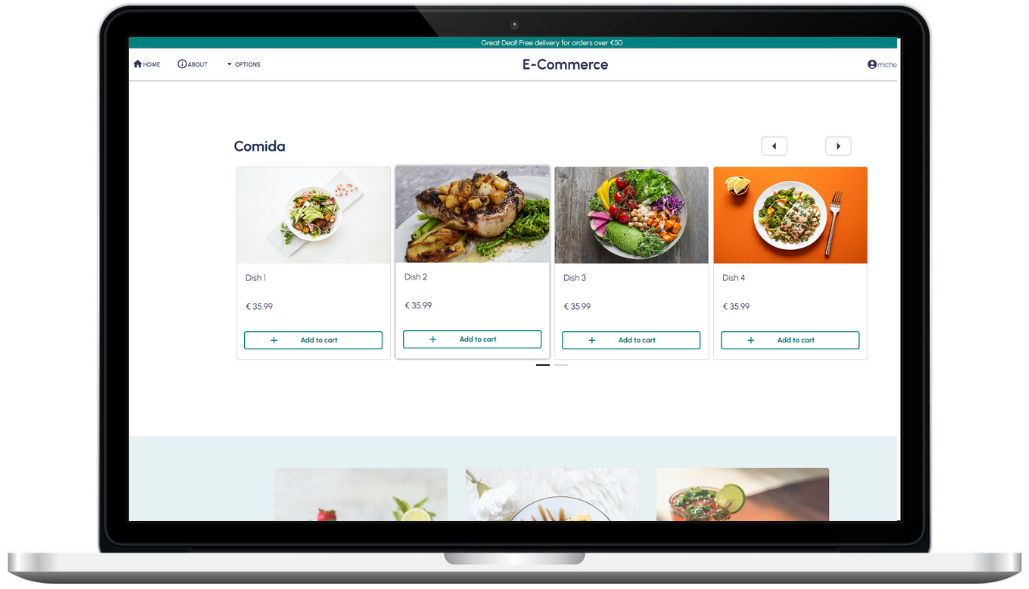 Great Deal! Free delivery for orders over €50
HOME
ABOUT
OPTIONS
E-Commerce
miche
Comida
Dish 1
€ 35.99
Add to cart
Dish 2
€ 35.99
Add to cart
Dish 3
€ 35.99
Add to cart
Dish 4
€ 35.99
Add to cart